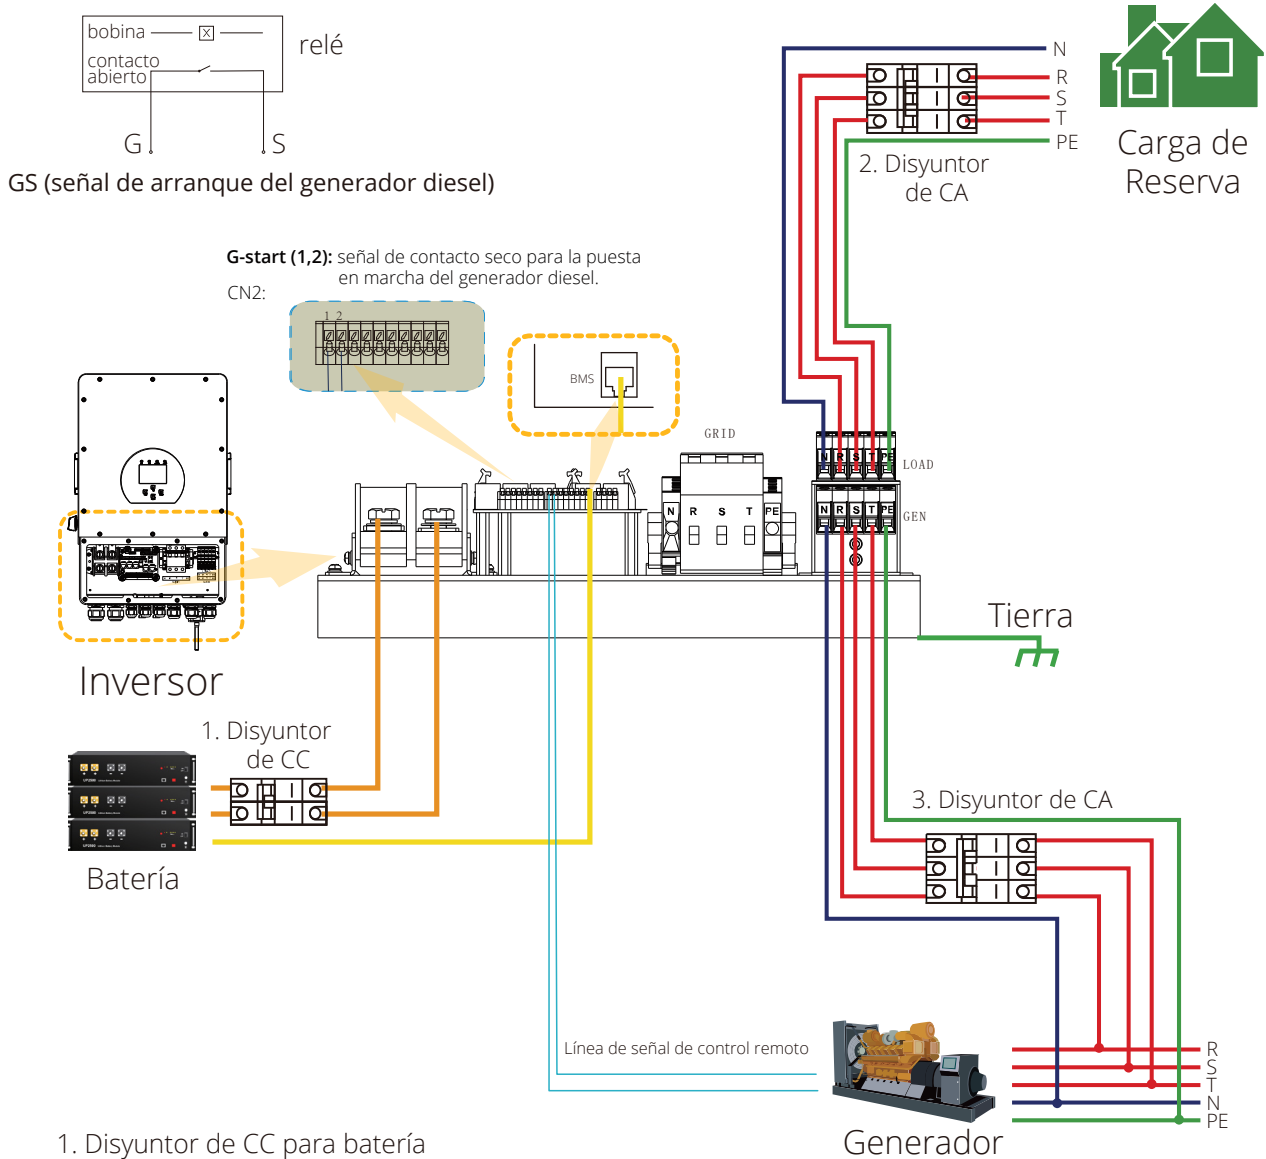 bobina
contacto
abierto
relé
G
S
GS (señal de arranque del generador diesel)
N
R
S
T
PE
2. Disyuntor
de CA
Carga de
Reserva
G-start (1,2): señal de contacto seco para la puesta
en marcha del generador diesel.
CN2:
1 2
BMS
GRID
N R S T PE
N R S T PE
LOAD
N R S T PE
GEN
Tierra
Inversor
1. Disyuntor
de CC
3. Disyuntor de CA
Batería
Línea de señal de control remoto
R
S
T
N
PE
Generador
1. Disyuntor de CC para batería